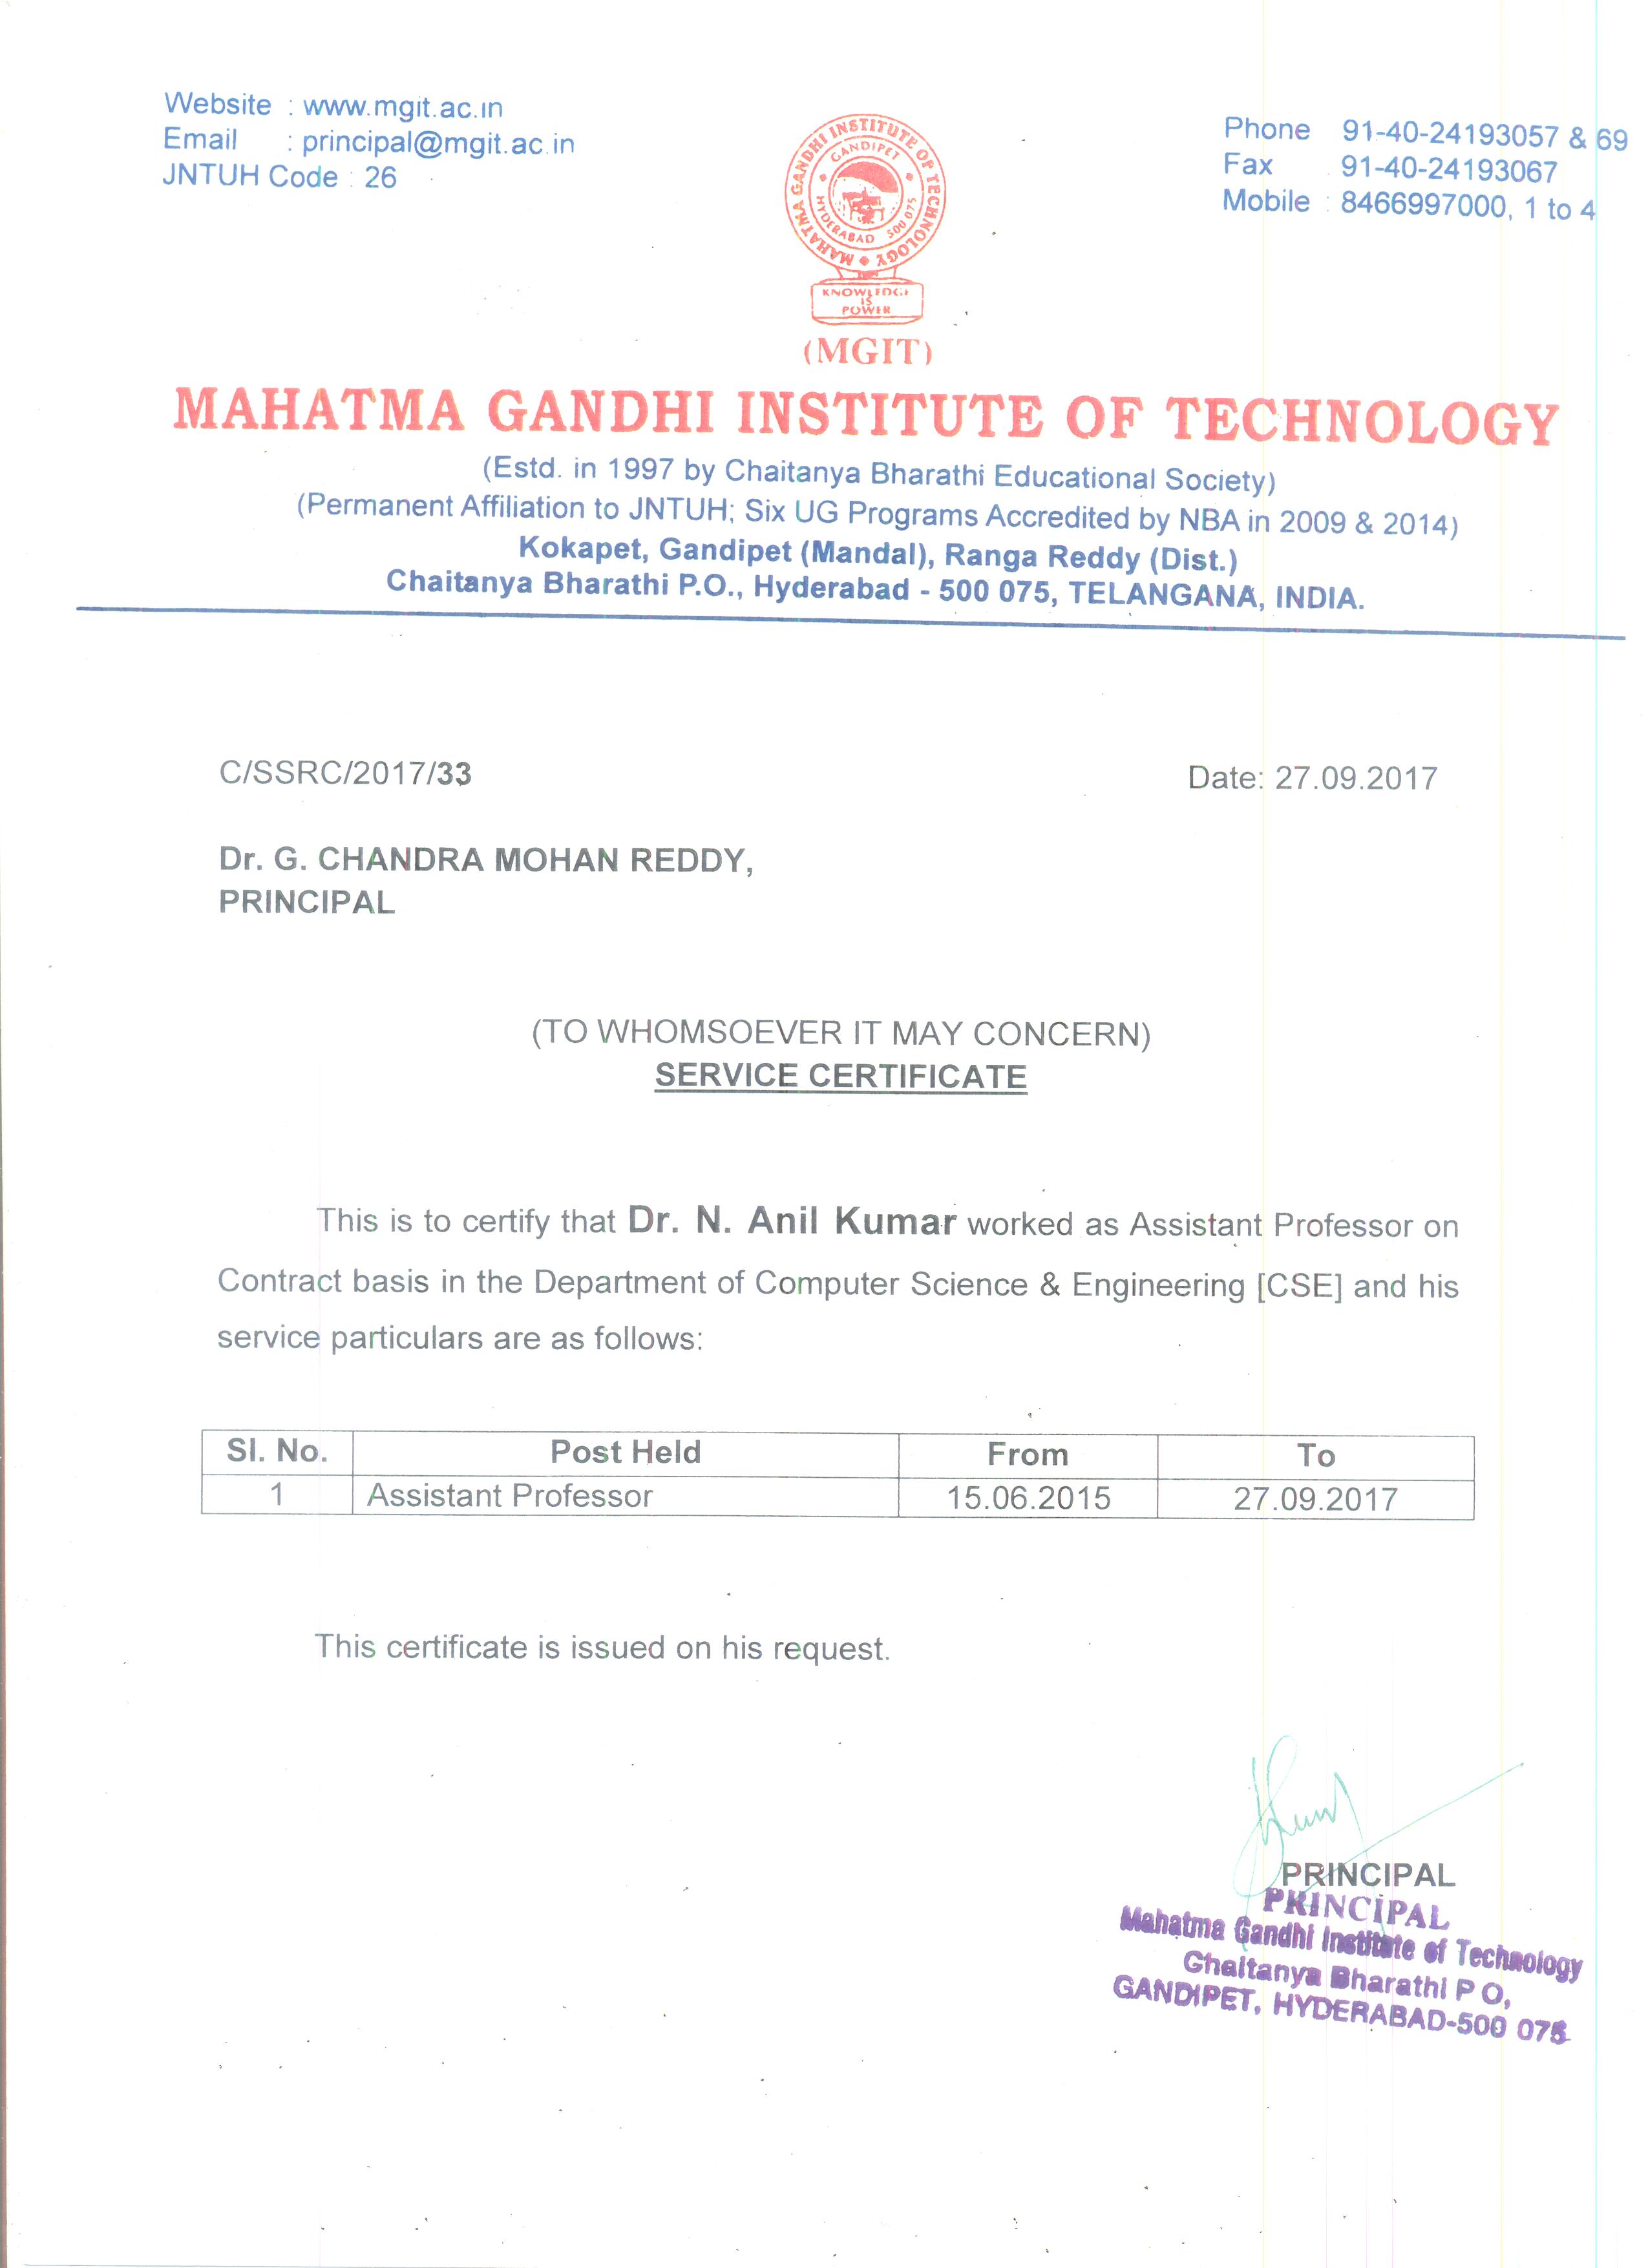 Website : www.mgit.ac.in
Email : principal@mgit.ac.in
JNTUH Code : 26
Phone 91-40-24193057 & 69
Fax 91-40-24193067
Mobile : 8466997000, 1 to 4
MAHATMA GANDHI INSTITUTE OF TECHNOLOGY
GANDIPET
HYDERABAD 500 075
KNOWLEDGE
IS
POWER
(MGIT)
MAHATMA GANDHI INSTITUTE OF TECHNOLOGY
(Estd. in 1997 by Chaitanya Bharathi Educational Society)
(Permanent Affiliation to JNTUH; Six UG Programs Accredited by NBA in 2009 & 2014)
Kokapet, Gandipet (Mandal), Ranga Reddy (Dist.)
Chaitanya Bharathi P.O., Hyderabad - 500 075, TELANGANA, INDIA.
C/SSRC/2017/33 Date: 27.09.2017
Dr. G. CHANDRA MOHAN REDDY,
PRINCIPAL
(TO WHOMSOEVER IT MAY CONCERN)
SERVICE CERTIFICATE
This is to certify that Dr. N. Anil Kumar worked as Assistant Professor on
Contract basis in the Department of Computer Science & Engineering [CSE] and his
service particulars are as follows:
Sl. No. Post Held From To
1 Assistant Professor 15.06.2015 27.09.2017
This certificate is issued on his request.
PRINCIPAL
PRINCIPAL
Mahatma Gandhi Institute of Technology
Chaitanya Bharathi P O,
GANDIPET, HYDERABAD-500 075